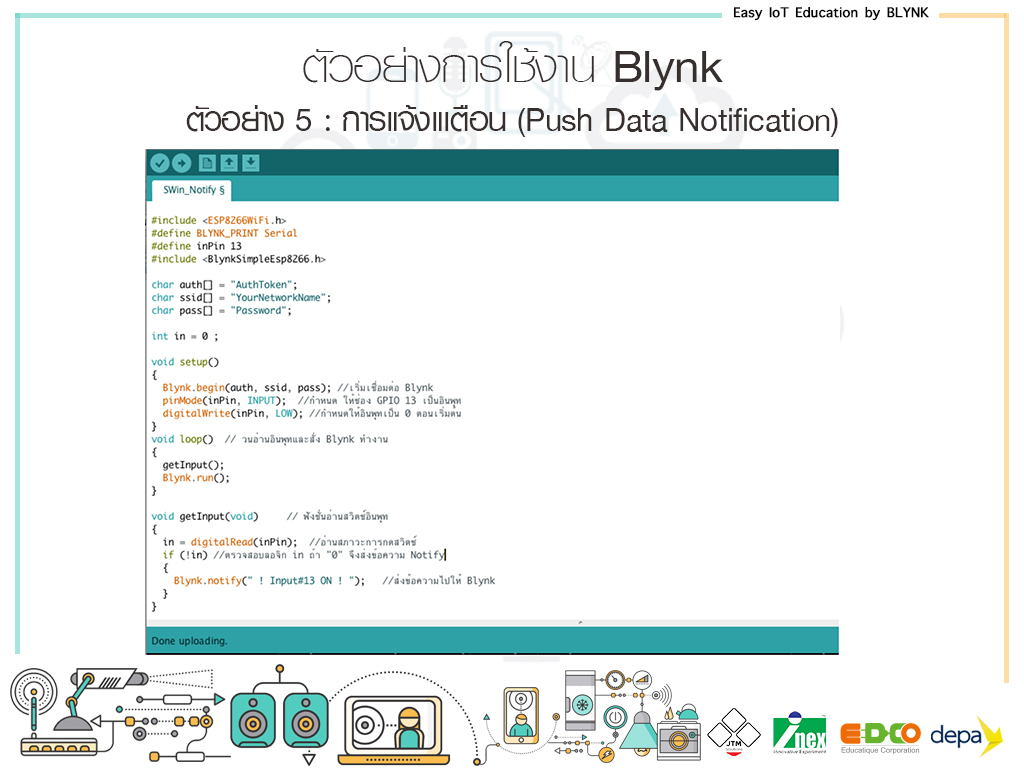 Easy IoT Education by BLYNK
ตัวอย่างการใช้งาน Blynk
ตัวอย่าง 5 : การแจ้งเตือน (Push Data Notification)
SWin_Notify §
#include <ESP8266WiFi.h>
#define BLYNK_PRINT Serial
#define inPin 13
#include <BlynkSimpleEsp8266.h>
char auth[] = "AuthToken";
char ssid[] = "YourNetworkName";
char pass[] = "Password";
int in = 0 ;
void setup()
{
Blynk.begin(auth, ssid, pass); //เริ่มเชื่อมต่อ Blynk
pinMode(inPin, INPUT); //กำหนด ให้ช่อง GPIO 13 เป็นอินพุท
digitalWrite(inPin, LOW); //กำหนดให้อินพุทเป็น 0 ตอนเริ่มต้น
}
void loop() // วนอ่านอินพุทและสั่ง Blynk ทำงาน
{
getInput();
Blynk.run();
}
void getInput(void) // ฟังชั่นอ่านสวิตช์อินพุท
{
in = digitalRead(inPin); //อ่านสภาวะการกดสวิตช์
if (!in) //ตรวจสอบลอจิก in ถ้า "0" จึงส่งข้อความ Notify
{
Blynk.notify(" ! Input#13 ON ! "); //ส่งข้อความไปให้ Blynk
}
}
Done uploading.
JTM
Solutions
inex
Innovative Experiment
EDCO
Educatique Corporation
depa